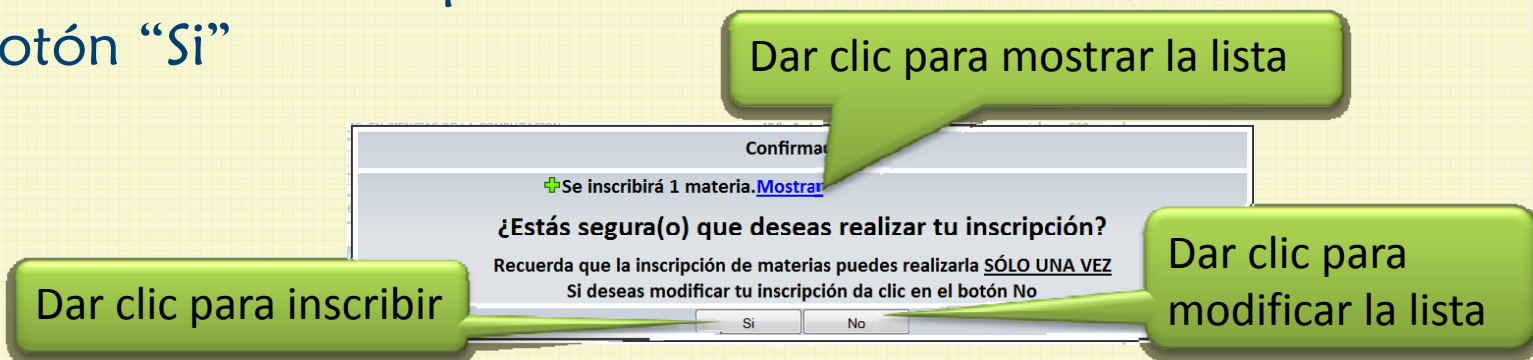 otón “Si”
Dar clic para mostrar la lista
Se inscribirá 1 materia.Mostrar
¿Estás segura(o) que deseas realizar tu inscripción?
Recuerda que la inscripción de materias puedes realizarla SÓLO UNA VEZ
Si deseas modificar tu inscripción da clic en el botón No
Si No
Dar clic para inscribir
Dar clic para
modificar la lista